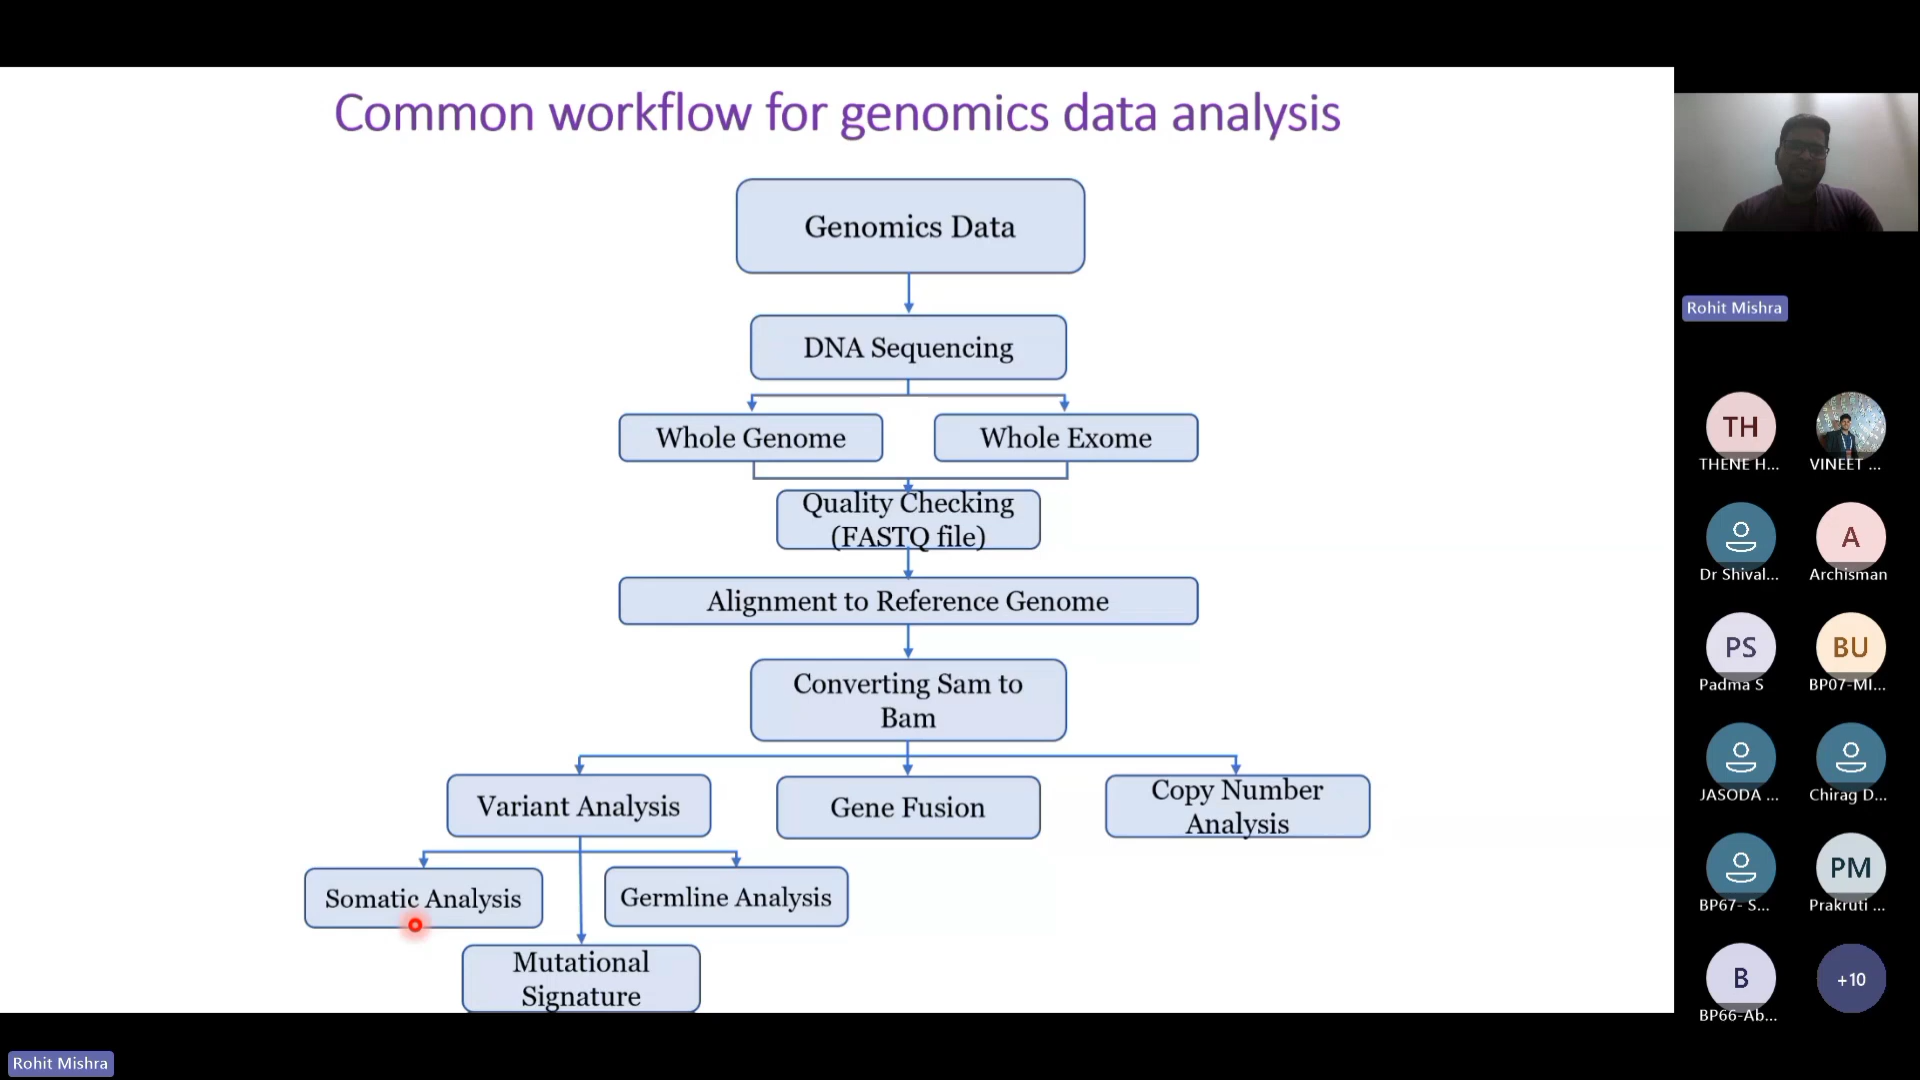 Common workflow for genomics data analysis
Genomics Data
DNA Sequencing
Whole Genome
Whole Exome
Quality Checking
(FASTQ file)
Alignment to Reference Genome
Converting Sam to
Bam
Variant Analysis
Gene Fusion
Copy Number
Analysis
Somatic Analysis
Germline Analysis
Mutational
Signature
Rohit Mishra
TH
THENE H...
VINEET ...
Dr Shival...
A
Archisman
PS
Padma S
BU
BP07-MI...
JASODA ...
Chirag D...
BP67- S...
PM
Prakruti ...
B
BP66-Ab...
+10
Rohit Mishra